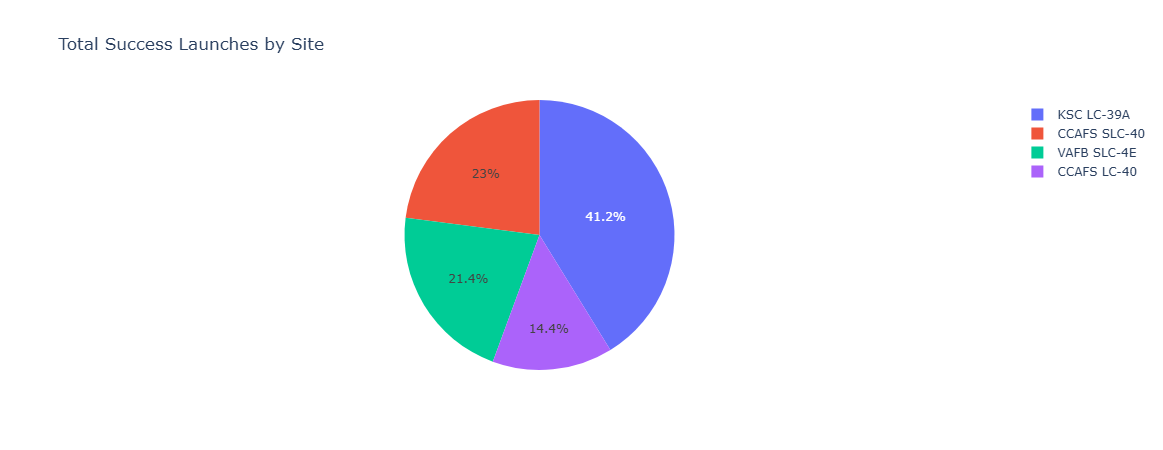 Total Success Launches by Site
23%
41.2%
21.4%
14.4%
KSC LC-39A
CCAFS SLC-40
VAFB SLC-4E
CCAFS LC-40